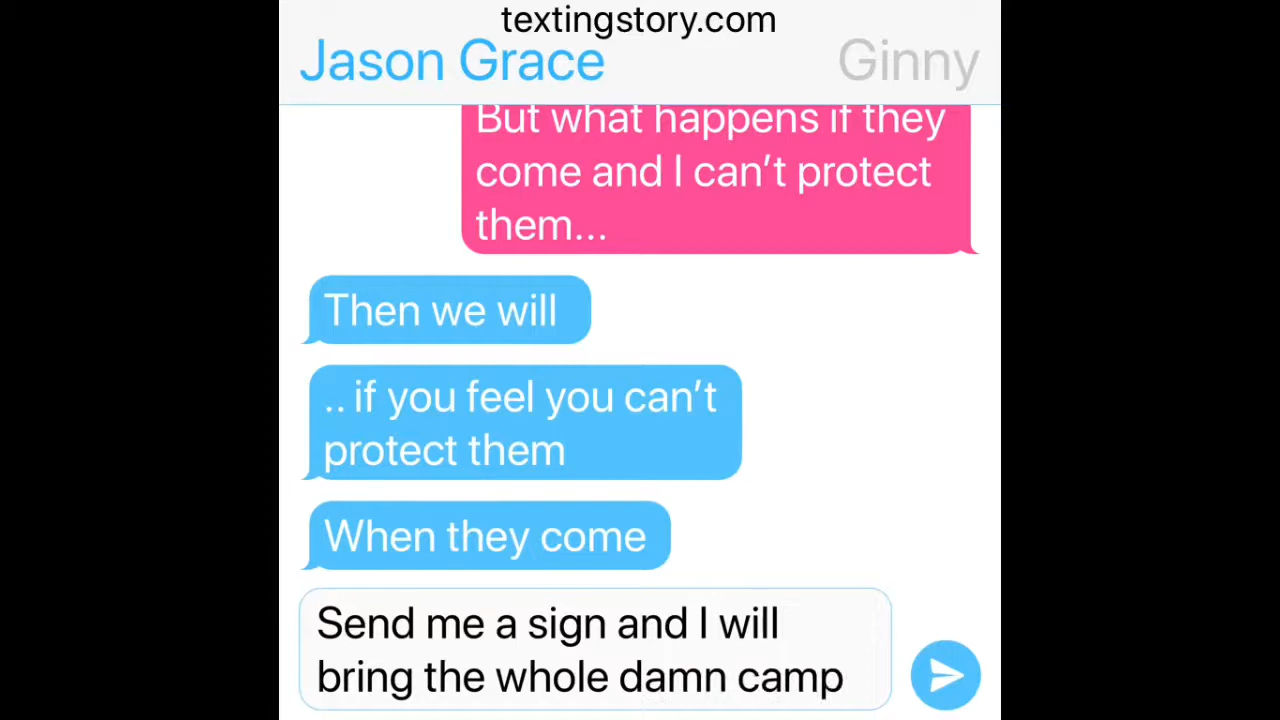 textingstory.com
Jason Grace Ginny
But what happens if they
come and I can’t protect
them...
Then we will
.. if you feel you can’t
protect them
When they come
Send me a sign and I will
bring the whole damn camp